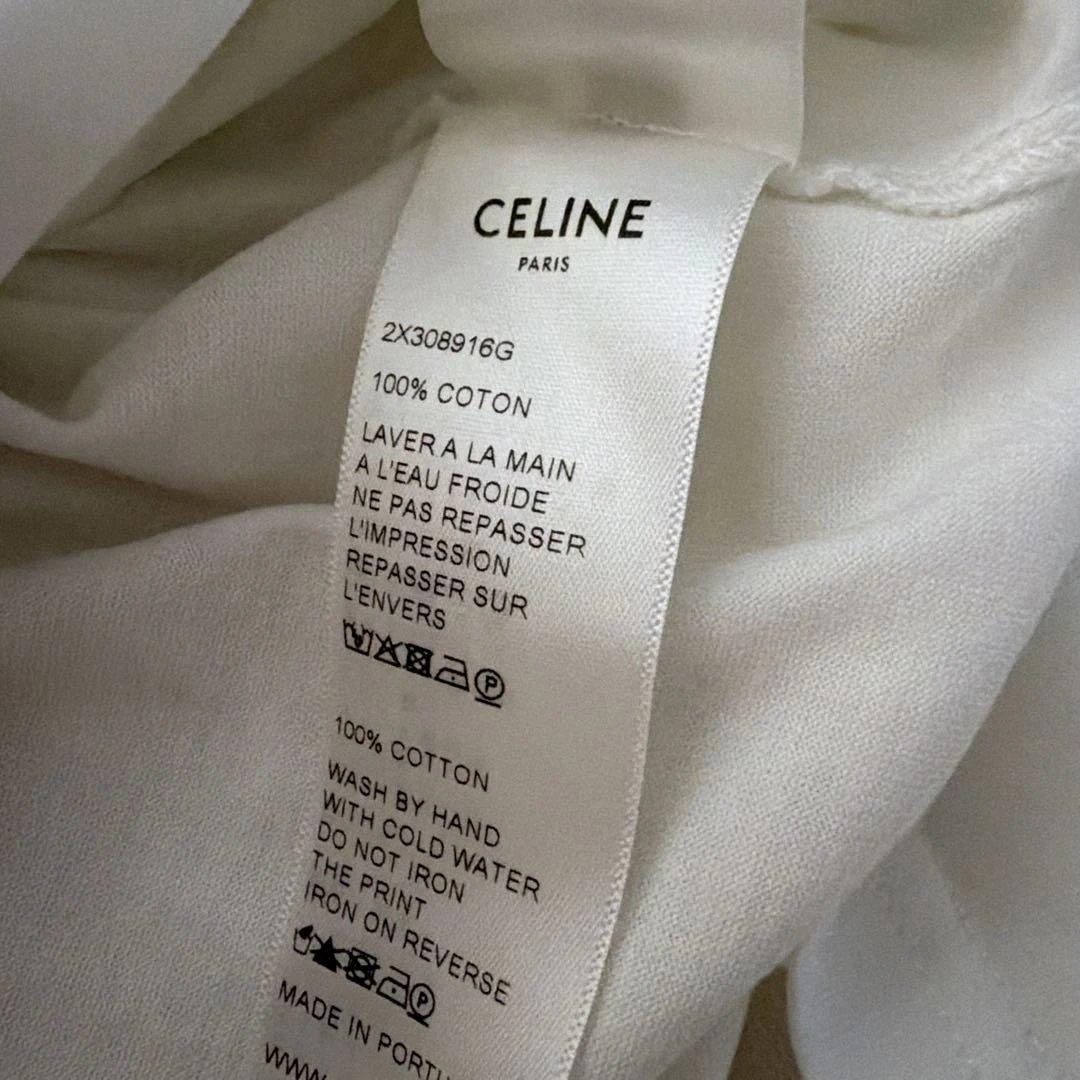 CELINE
PARIS
2X308916G
100% COTON
LAVER A LA MAIN
A L'EAU FROIDE
NE PAS REPASSER
L'IMPRESSION
REPASSER SUR
L'ENVERS
P
100% COTTON
WASH BY HAND
WITH COLD WATER
DO NOT IRON
THE PRINT
IRON ON REVERSE
P
MADE IN
WWW